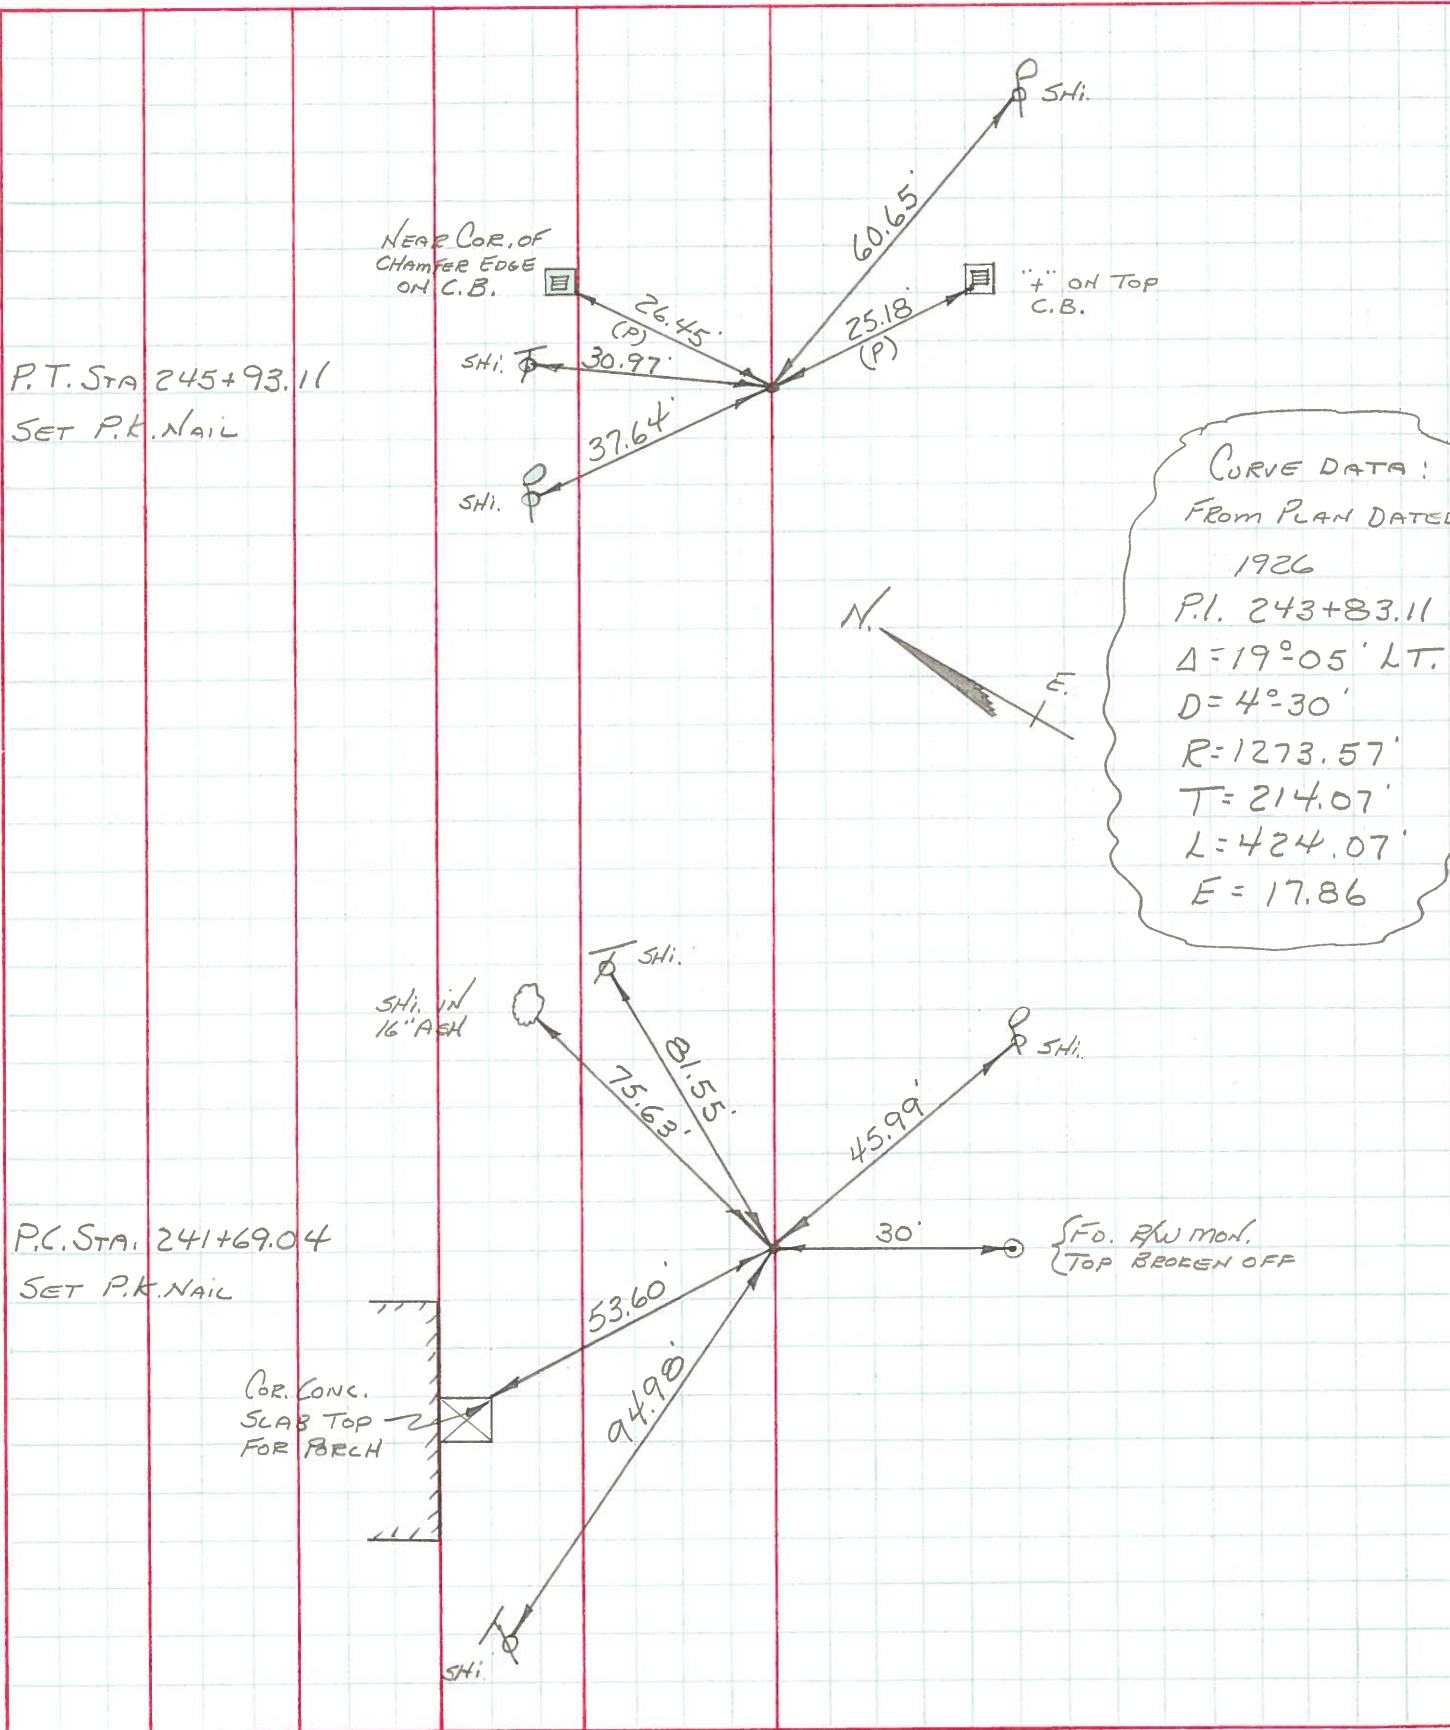 SHi.
60.65'
NEAR COR. OF
CHAMFER EDGE
ON C.B.
26.45'
(P)
25.18'
(P)
"+" ON TOP
C.B.
SHi.
30.97'
P.T. STA 245+93.11
SET P.K. NAIL
37.64'
SHi.
CURVE DATA:
FROM PLAN DATED
1926
P.I. 243+83.11
Δ=19°-05' LT.
D=4°-30'
R=1273.57'
T=214.07'
L=424.07'
E=17.86
N.
E.
SHi.
SHi. iN
16" ASH
81.55'
75.63'
SHi.
45.99'
P.C. STA. 241+69.04
SET P.K. NAIL
30'
FD. R/W MON.
TOP BROKEN OFF
53.60'
94.98'
COR. CONC.
SLAB TOP
FOR PORCH
SHi.